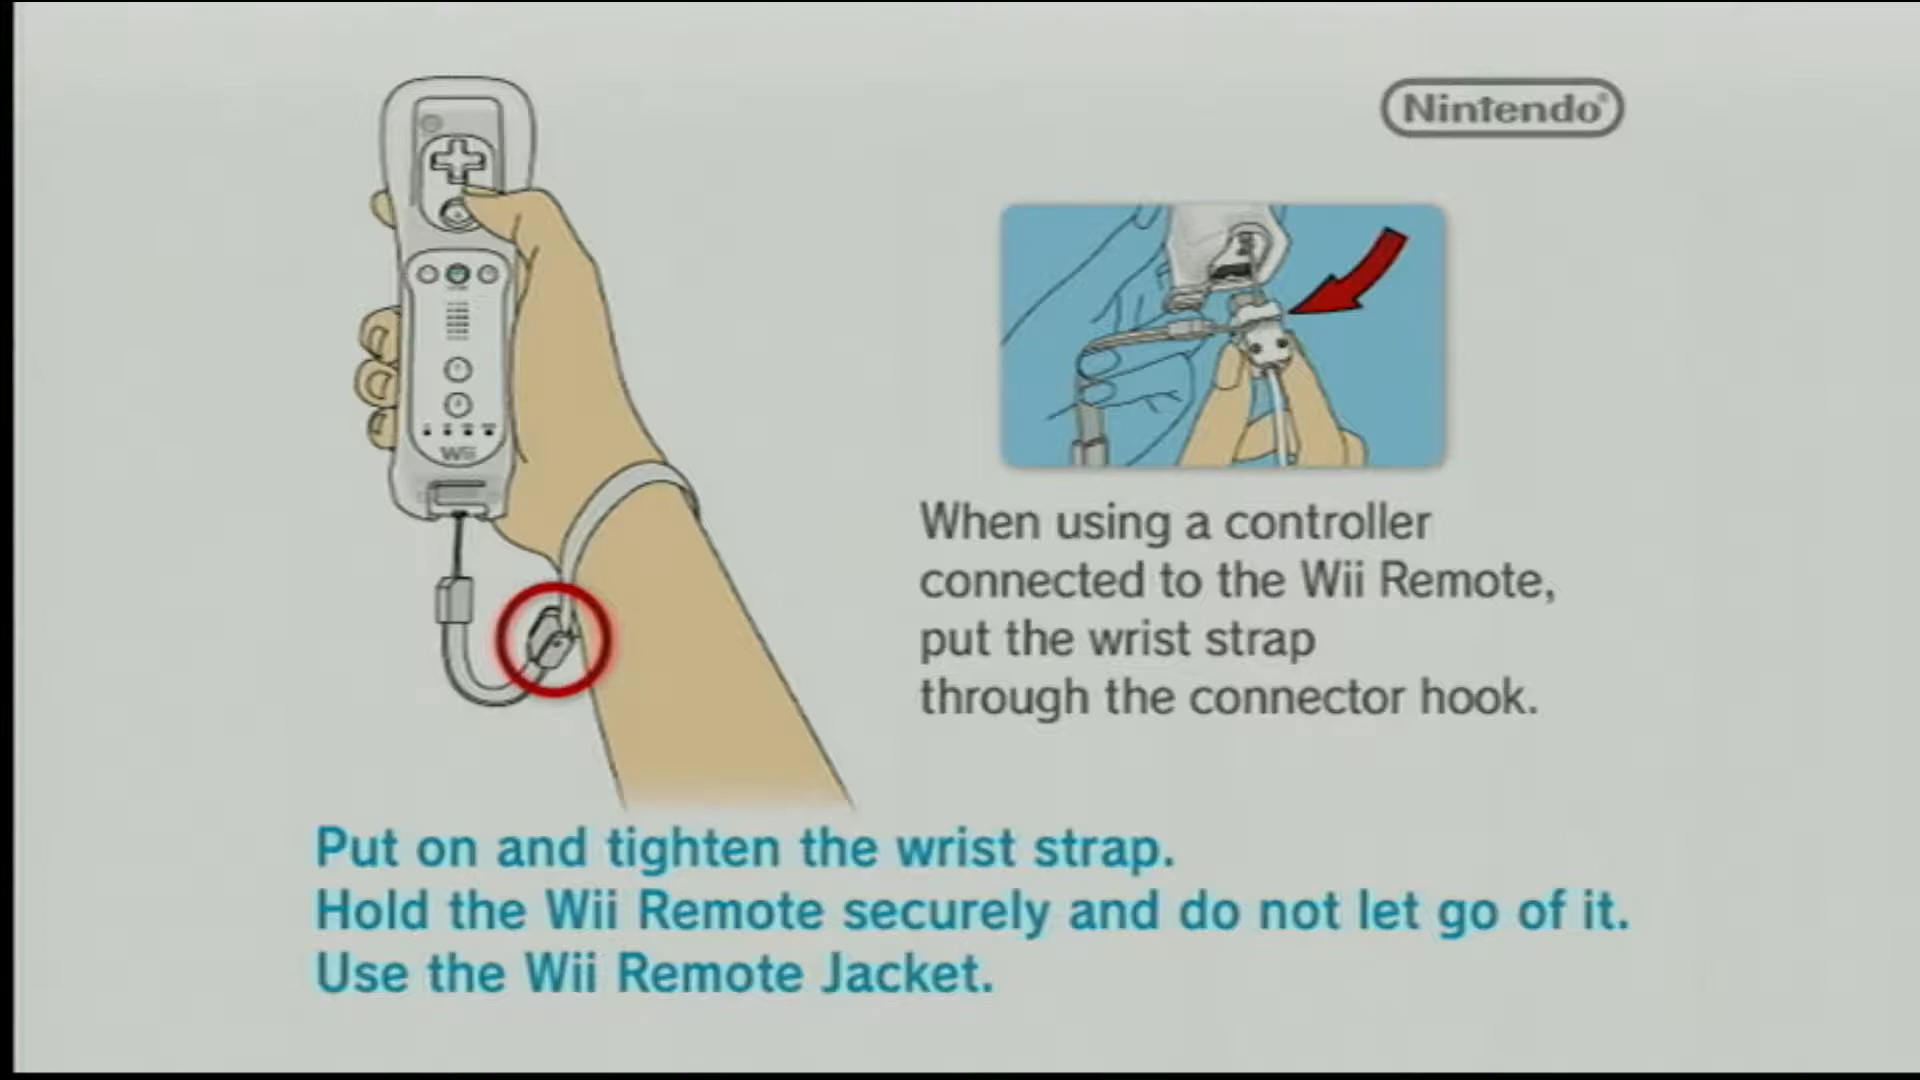 Nintendo®
Wii
When using a controller
connected to the Wii Remote,
put the wrist strap
through the connector hook.
Put on and tighten the wrist strap.
Hold the Wii Remote securely and do not let go of it.
Use the Wii Remote Jacket.